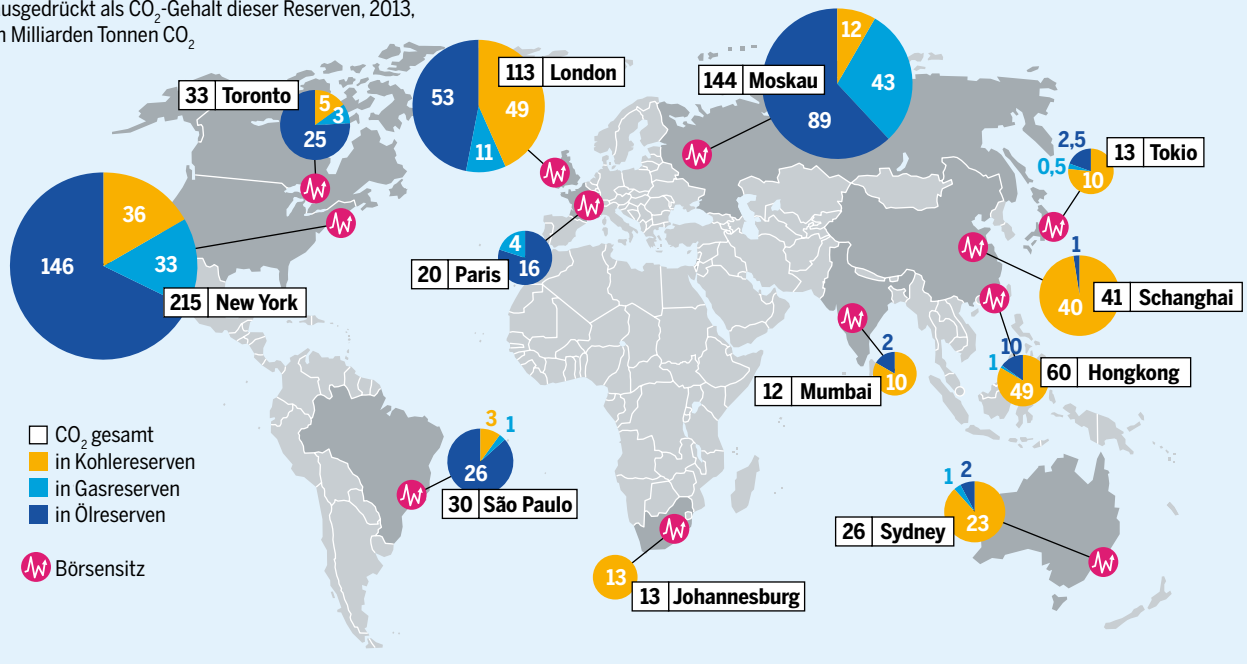 ausgedrückt als CO₂-Gehalt dieser Reserven, 2013,
in Milliarden Tonnen CO₂
12
43
89
144 Moskau
53
49
11
113 London
33 Toronto
5
3
25
2,5
0,5
10
13 Tokio
36
33
146
215 New York
4
16
20 Paris
1
40
41 Schanghai
2
10
12 Mumbai
10
1
49
60 Hongkong
3
1
26
30 São Paulo
1
2
23
26 Sydney
13
13 Johannesburg
CO₂ gesamt
in Kohlereserven
in Gasreserven
in Ölreserven
Börsensitz